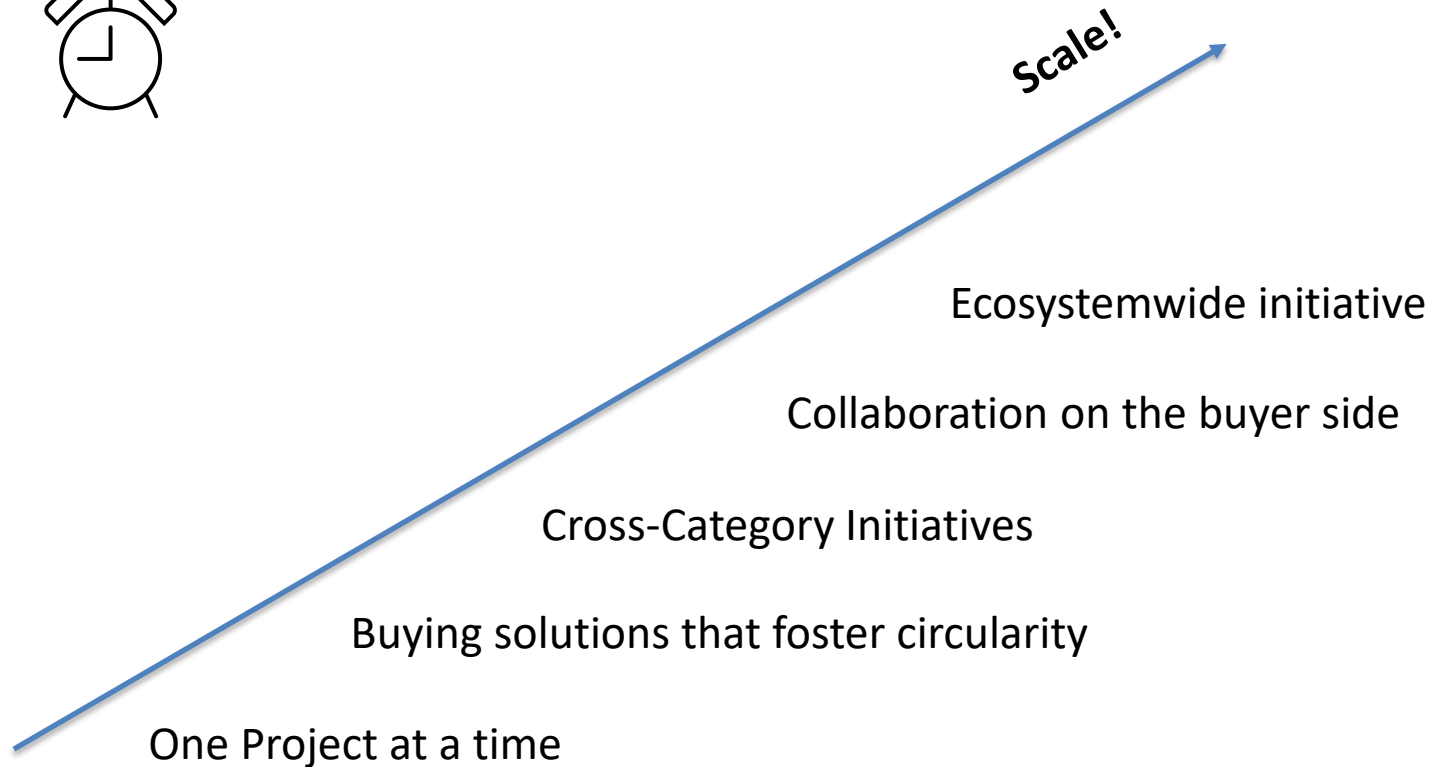 Scale!
Ecosystemwide initiative
Collaboration on the buyer side
Cross-Category Initiatives
Buying solutions that foster circularity
One Project at a time